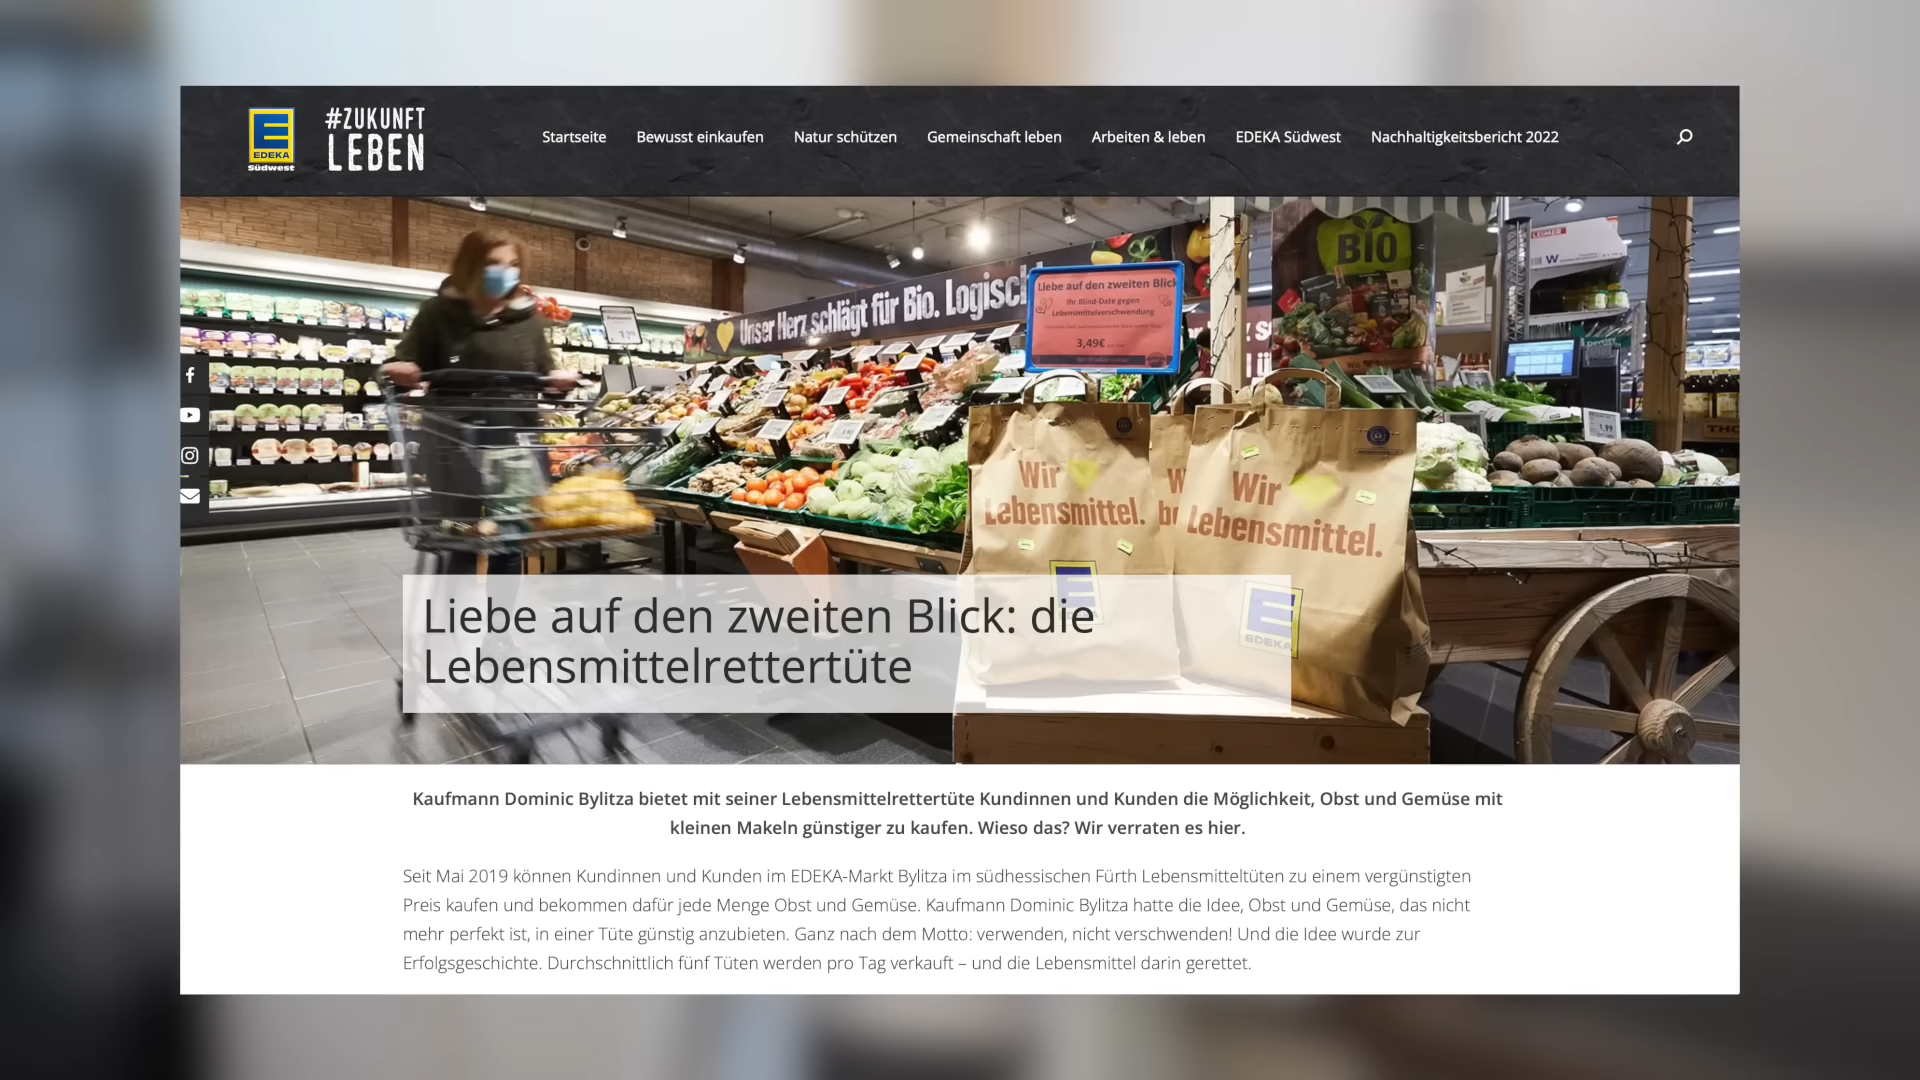 #ZUKUNFT
LEBEN
EDEKA
Südwest
Startseite
Bewusst einkaufen
Natur schützen
Gemeinschaft leben
Arbeiten & leben
EDEKA Südwest
Nachhaltigkeitsbericht 2022
Unser Herz schlägt für Bio. Logisch
Liebe auf den zweiten Blick
Ihr Blind-Date gegen
Lebensmittelverschwendung
3,49€
BIO
LEIMER
W
1.99
Wir
Lebensmittel.
Wir
Lebensmittel.
EDEKA
Liebe auf den zweiten Blick: die
Lebensmittelrettertüte
Kaufmann Dominic Bylitza bietet mit seiner Lebensmittelrettertüte Kundinnen und Kunden die Möglichkeit, Obst und Gemüse mit
kleinen Makeln günstiger zu kaufen. Wieso das? Wir verraten es hier.
Seit Mai 2019 können Kundinnen und Kunden im EDEKA-Markt Bylitza im südhessischen Fürth Lebensmitteltüten zu einem vergünstigten
Preis kaufen und bekommen dafür jede Menge Obst und Gemüse. Kaufmann Dominic Bylitza hatte die Idee, Obst und Gemüse, das nicht
mehr perfekt ist, in einer Tüte günstig anzubieten. Ganz nach dem Motto: verwenden, nicht verschwenden! Und die Idee wurde zur
Erfolgsgeschichte. Durchschnittlich fünf Tüten werden pro Tag verkauft – und die Lebensmittel darin gerettet.